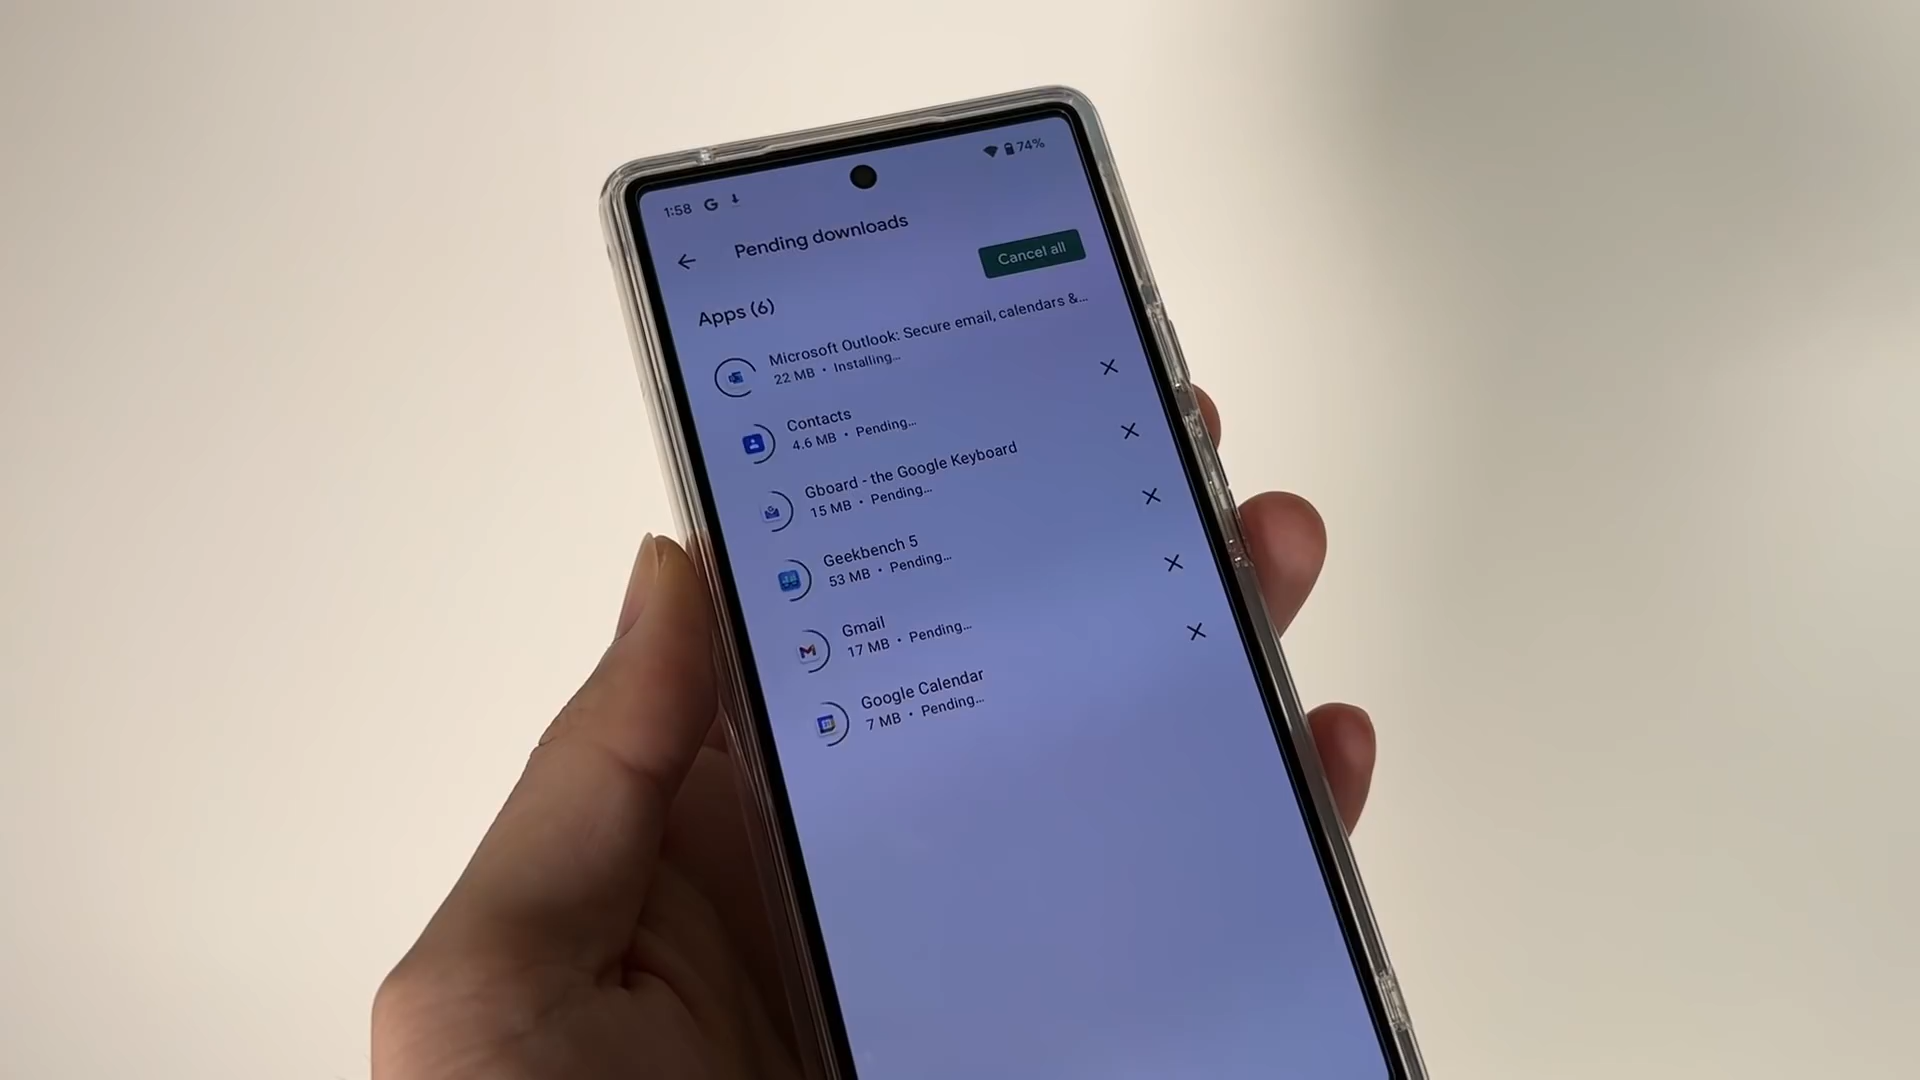 1:58 G 74%
Pending downloads
Cancel all
Apps (6)
Microsoft Outlook: Secure email, calendars &...
22 MB • Installing...
Contacts
4.6 MB • Pending...
Gboard - the Google Keyboard
15 MB • Pending...
Geekbench 5
53 MB • Pending...
Gmail
17 MB • Pending...
Google Calendar
7 MB • Pending...